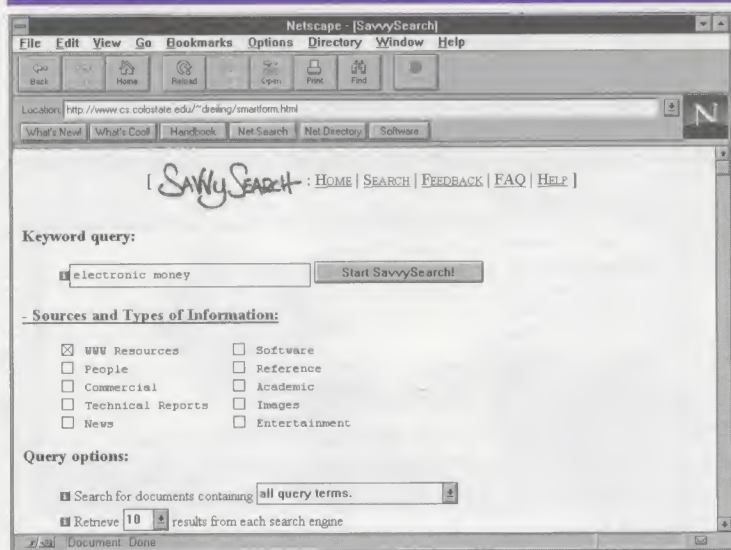 Netscape - [SavvySearch]
File Edit View Go Bookmarks Options Directory Window Help
Back Home Reload Open Print Find
Location: http://www.cs.colostate.edu/~dreiling/smartform.html
What's New! What's Cool! Handbook Net Search Net Directory Software
[ SavvySearch : Home | Search | Feedback | FAQ | Help ]
Keyword query:
electronic money Start SavvySearch!
- Sources and Types of Information:
WWW Resources Software
People Reference
Commercial Academic
Technical Reports Images
News Entertainment
Query options:
Search for documents containing all query terms.
Retrieve 10 results from each search engine
Document: Done